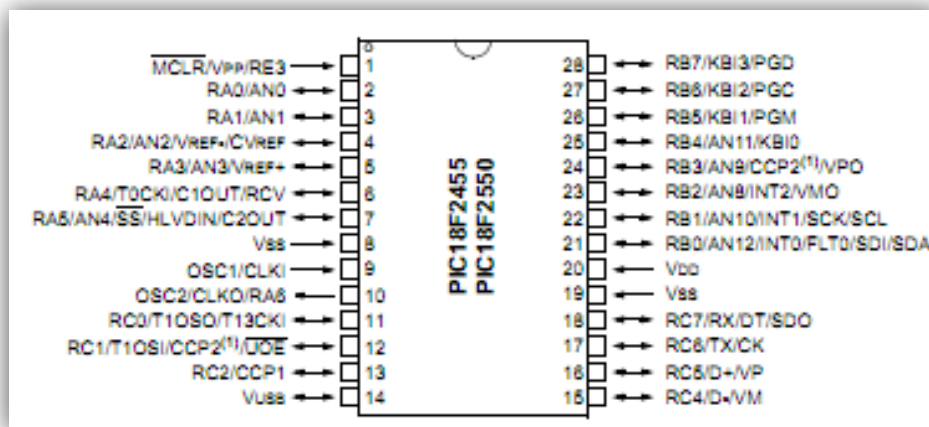 MCLR/VPP/RE3 1
RA0/AN0 2
RA1/AN1 3
RA2/AN2/VREF-/CVREF 4
RA3/AN3/VREF+ 5
RA4/T0CKI/C1OUT/RCV 6
RA5/AN4/SS/HLVDIN/C2OUT 7
VSS 8
OSC1/CLKI 9
OSC2/CLKO/RA6 10
RC0/T1OSO/T13CKI 11
RC1/T1OSI/CCP2(1)/UOE 12
RC2/CCP1 13
VUSB 14
PIC18F2455
PIC18F2550
28 RB7/KBI3/PGD
27 RB6/KBI2/PGC
26 RB5/KBI1/PGM
25 RB4/AN11/KBI0
24 RB3/AN9/CCP2(1)/VPO
23 RB2/AN8/INT2/VMO
22 RB1/AN10/INT1/SCK/SCL
21 RB0/AN12/INT0/FLT0/SDI/SDA
20 VDD
19 VSS
18 RC7/RX/DT/SDO
17 RC6/TX/CK
16 RC5/D+/VP
15 RC4/D-/VM